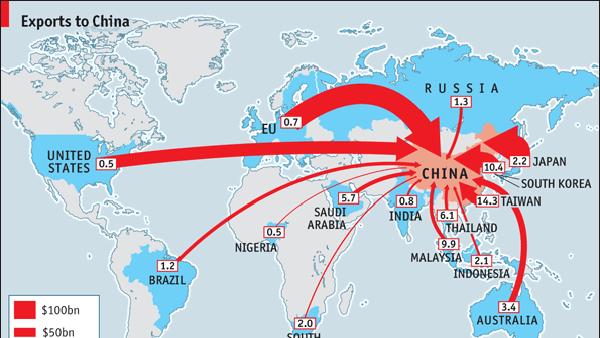 Exports to China
RUSSIA
1.3
EU
0.7
UNITED
STATES
0.5
CHINA
2.2
JAPAN
10.4
SOUTH KOREA
14.3
TAIWAN
5.7
SAUDI
ARABIA
0.8
INDIA
6.1
THAILAND
0.5
NIGERIA
9.9
MALAYSIA
2.1
INDONESIA
1.2
BRAZIL
3.4
AUSTRALIA
2.0
SOUTH
$100bn
$50bn